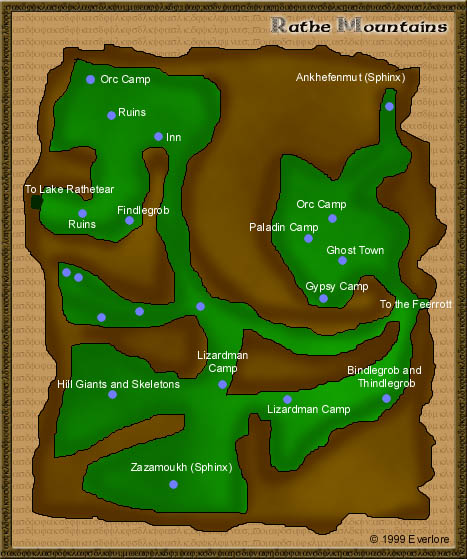 Rathe Mountains
Ankhefenmut (Sphinx)
Orc Camp
Ruins
Inn
To Lake Rathetear
Ruins
Findlegrob
Orc Camp
Paladin Camp
Ghost Town
Gypsy Camp
To the Feerrott
Lizardman
Camp
Bindlegrob and
Thindlegrob
Hill Giants and Skeletons
Lizardman Camp
Zazamoukh (Sphinx)
© 1999 Everlore